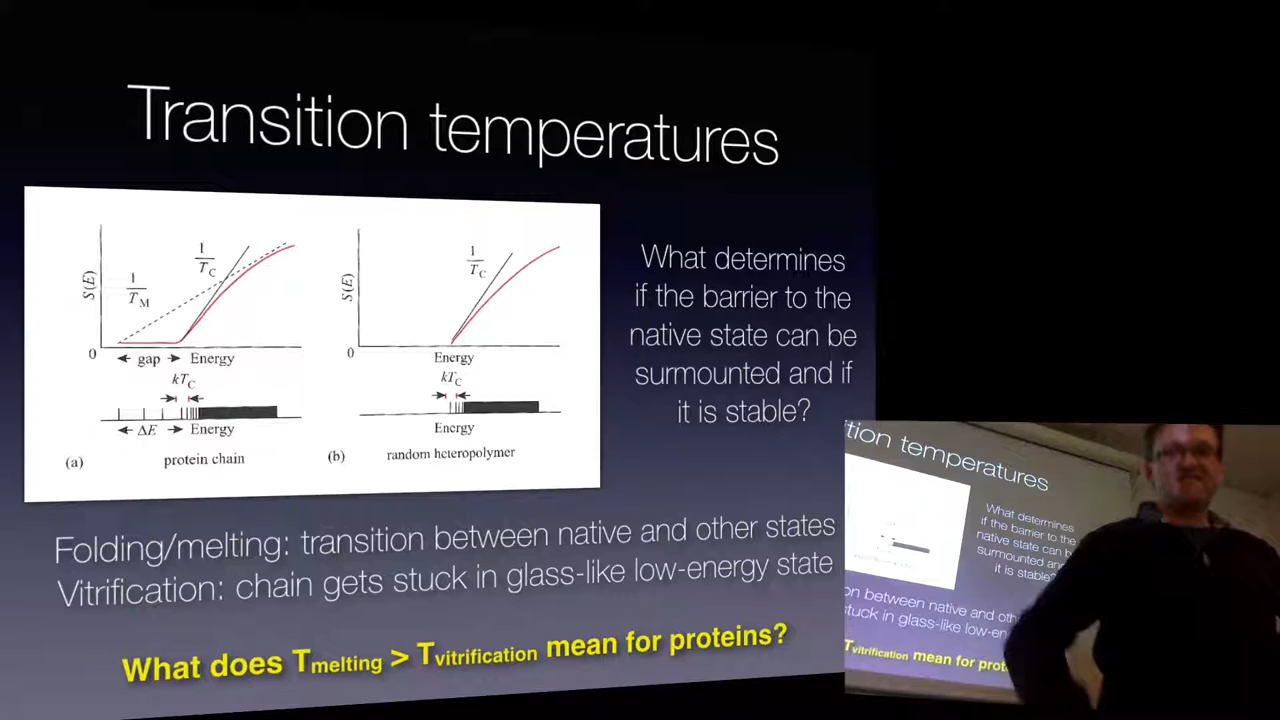 Transition temperatures
S(E)
1
T_M
1
T_C
0
gap
Energy
kT_C
ΔE
Energy
(a)
protein chain
S(E)
1
T_C
0
Energy
kT_C
Energy
(b)
random heteropolymer
What determines
if the barrier to the
native state can be
surmounted and if
it is stable?
Folding/melting: transition between native and other states
Vitrification: chain gets stuck in glass-like low-energy state
What does Tmelting > Tvitrification mean for proteins?
tion temperatures
What determines
if the barrier to the
native state can
surmounted and
it is stable?
on between native and oth
stuck in glass-like low-en
Tvitrification mean for prot